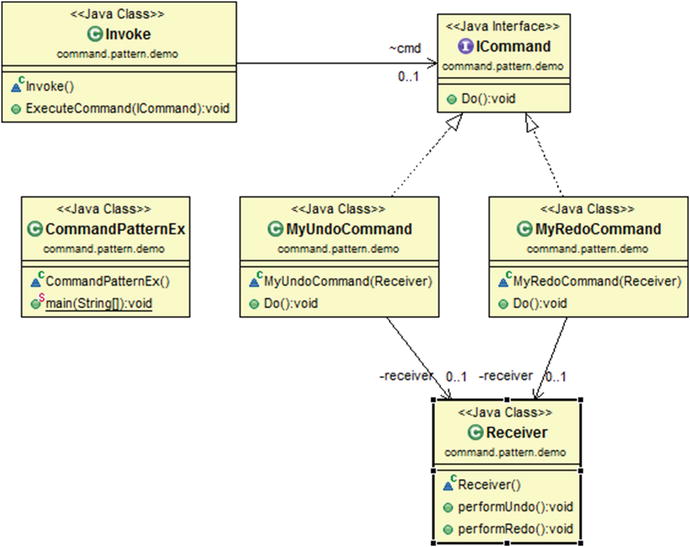 <<Java Class>>
Invoke
command.pattern.demo
Invoke()
ExecuteCommand(ICommand):void
~cmd
0..1
<<Java Interface>>
ICommand
command.pattern.demo
Do():void
<<Java Class>>
CommandPatternEx
command.pattern.demo
CommandPatternEx()
main(String[]):void
<<Java Class>>
MyUndoCommand
command.pattern.demo
MyUndoCommand(Receiver)
Do():void
<<Java Class>>
MyRedoCommand
command.pattern.demo
MyRedoCommand(Receiver)
Do():void
-receiver 0..1
-receiver 0..1
<<Java Class>>
Receiver
command.pattern.demo
Receiver()
performUndo():void
performRedo():void